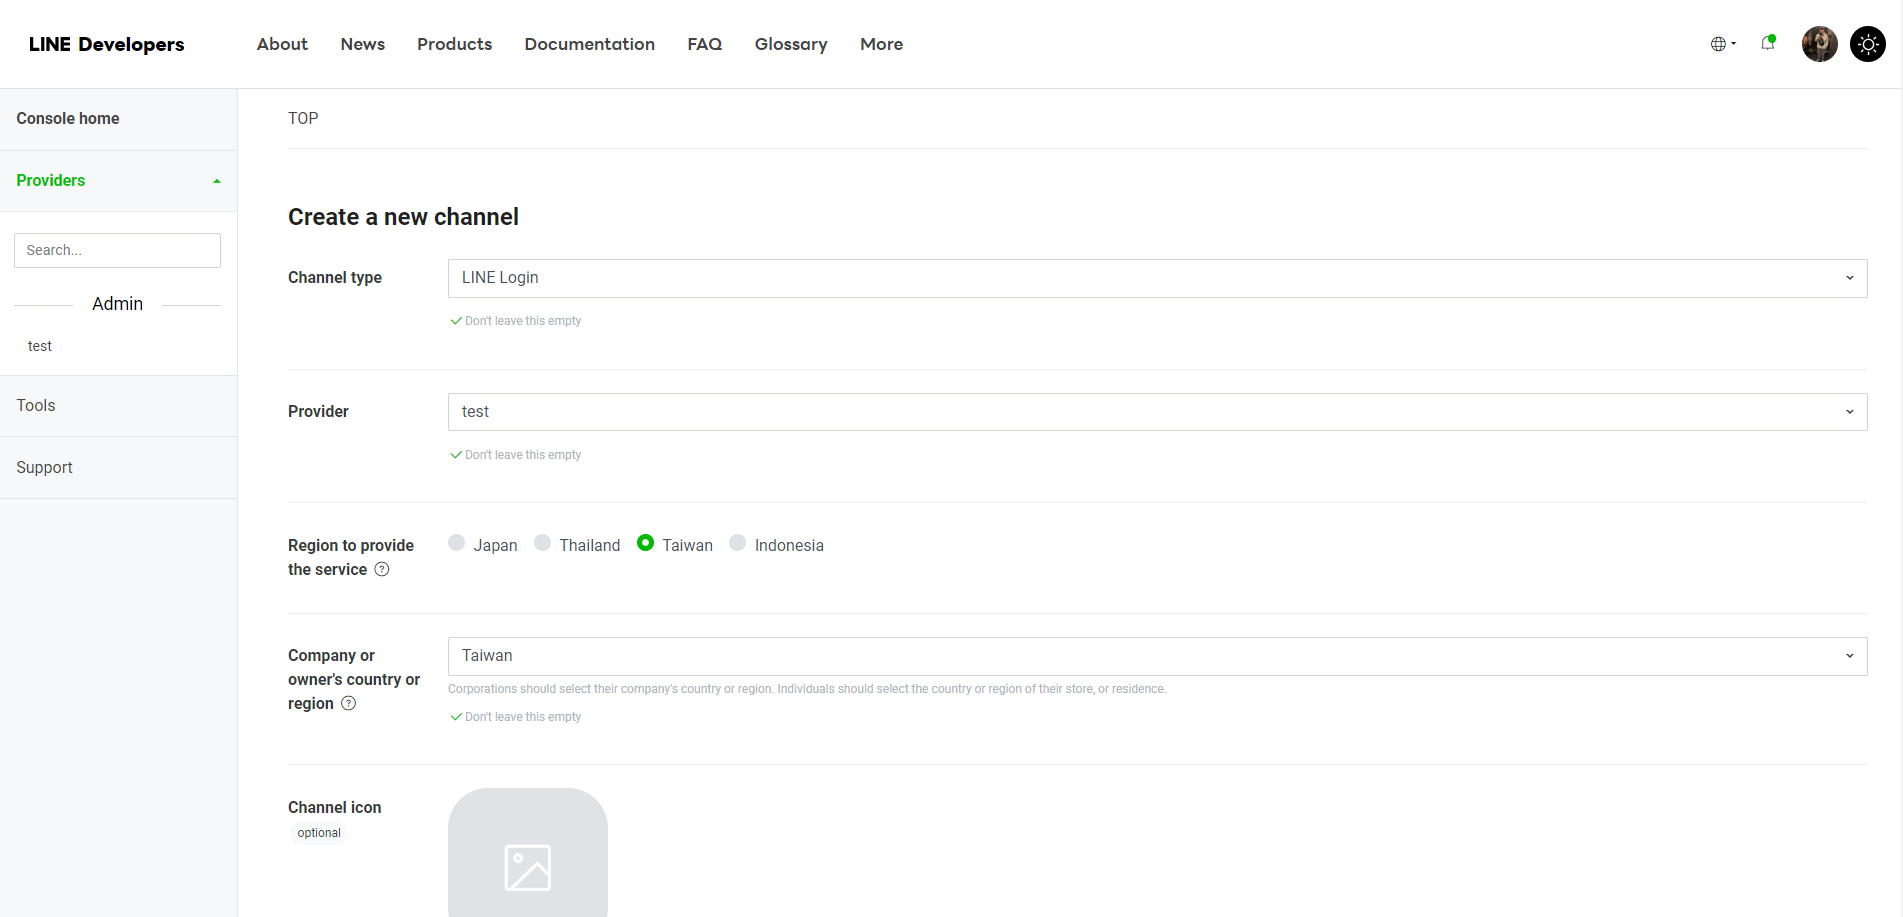 LINE Developers
About
News
Products
Documentation
FAQ
Glossary
More
Console home
Providers
Search...
Admin
test
Tools
Support
TOP
Create a new channel
Channel type
LINE Login
Don't leave this empty
Provider
test
Don't leave this empty
Region to provide
the service ?
Japan
Thailand
Taiwan
Indonesia
Company or
owner's country or
region ?
Taiwan
Corporations should select their company's country or region. Individuals should select the country or region of their store, or residence.
Don't leave this empty
Channel icon
optional